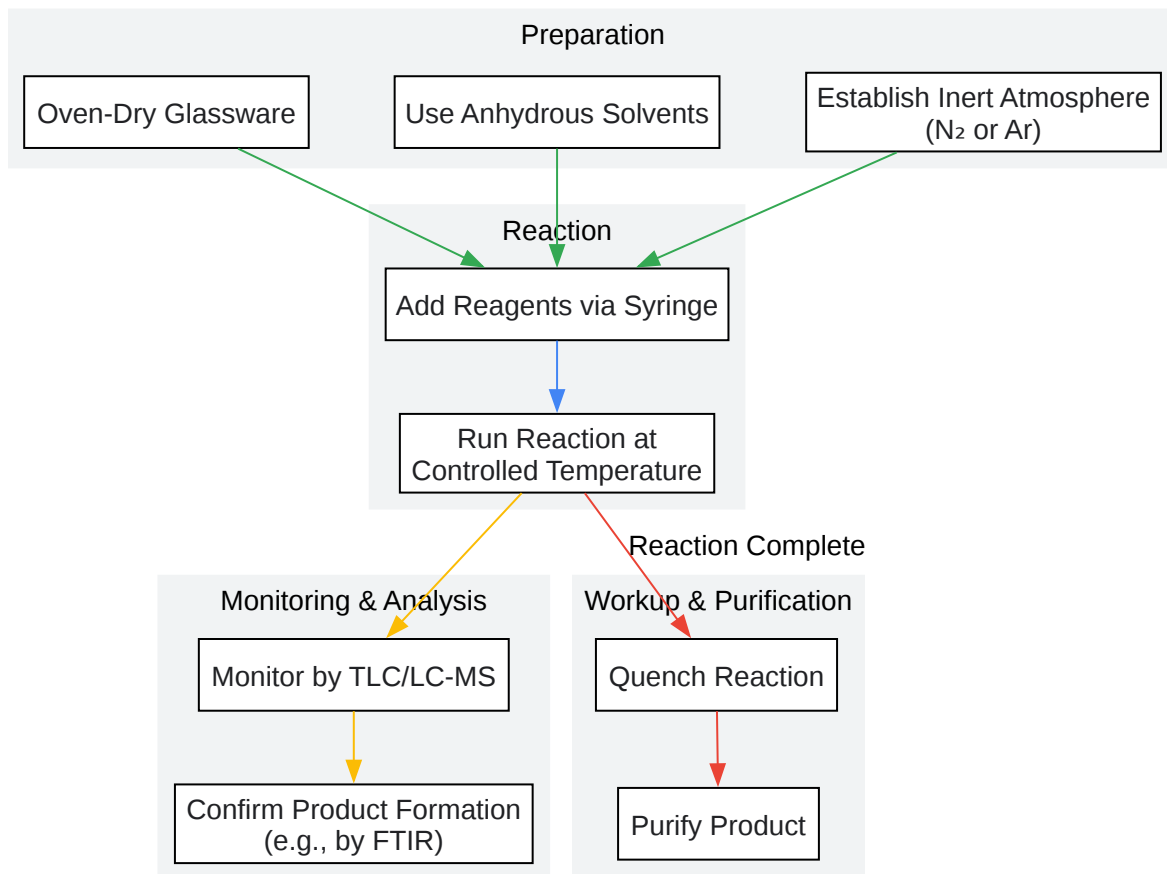 Preparation
Oven-Dry Glassware
Use Anhydrous Solvents
Establish Inert Atmosphere
(N₂ or Ar)
Reaction
Add Reagents via Syringe
Run Reaction at
Controlled Temperature
Reaction Complete
Monitoring & Analysis
Monitor by TLC/LC-MS
Confirm Product Formation
(e.g., by FTIR)
Workup & Purification
Quench Reaction
Purify Product